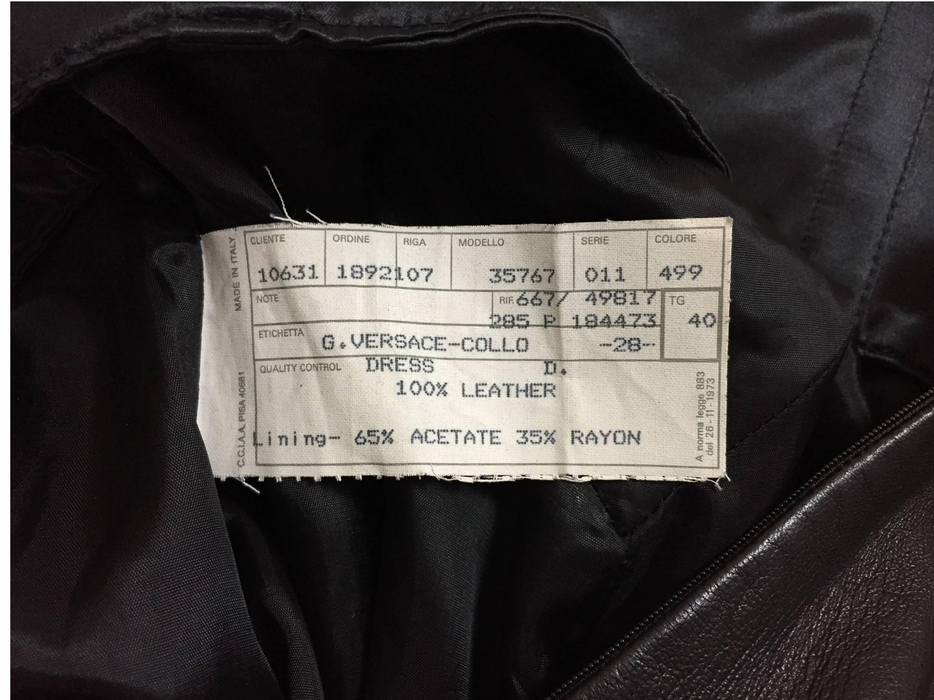 CLIENTE ORDINE RIGA MODELLO SERIE COLORE
10631 1892107 35767 011 499
NOTE RIF. 667/ 49817 TG
285 P 184473 40
ETICHETTA G.VERSACE-COLLO -28-
QUALITY CONTROL DRESS D.
100% LEATHER
Lining- 65% ACETATE 35% RAYON
MADE IN ITALY
C.C.I.A.A. PISA 40681
A norma legge 883
del 26-11-1973